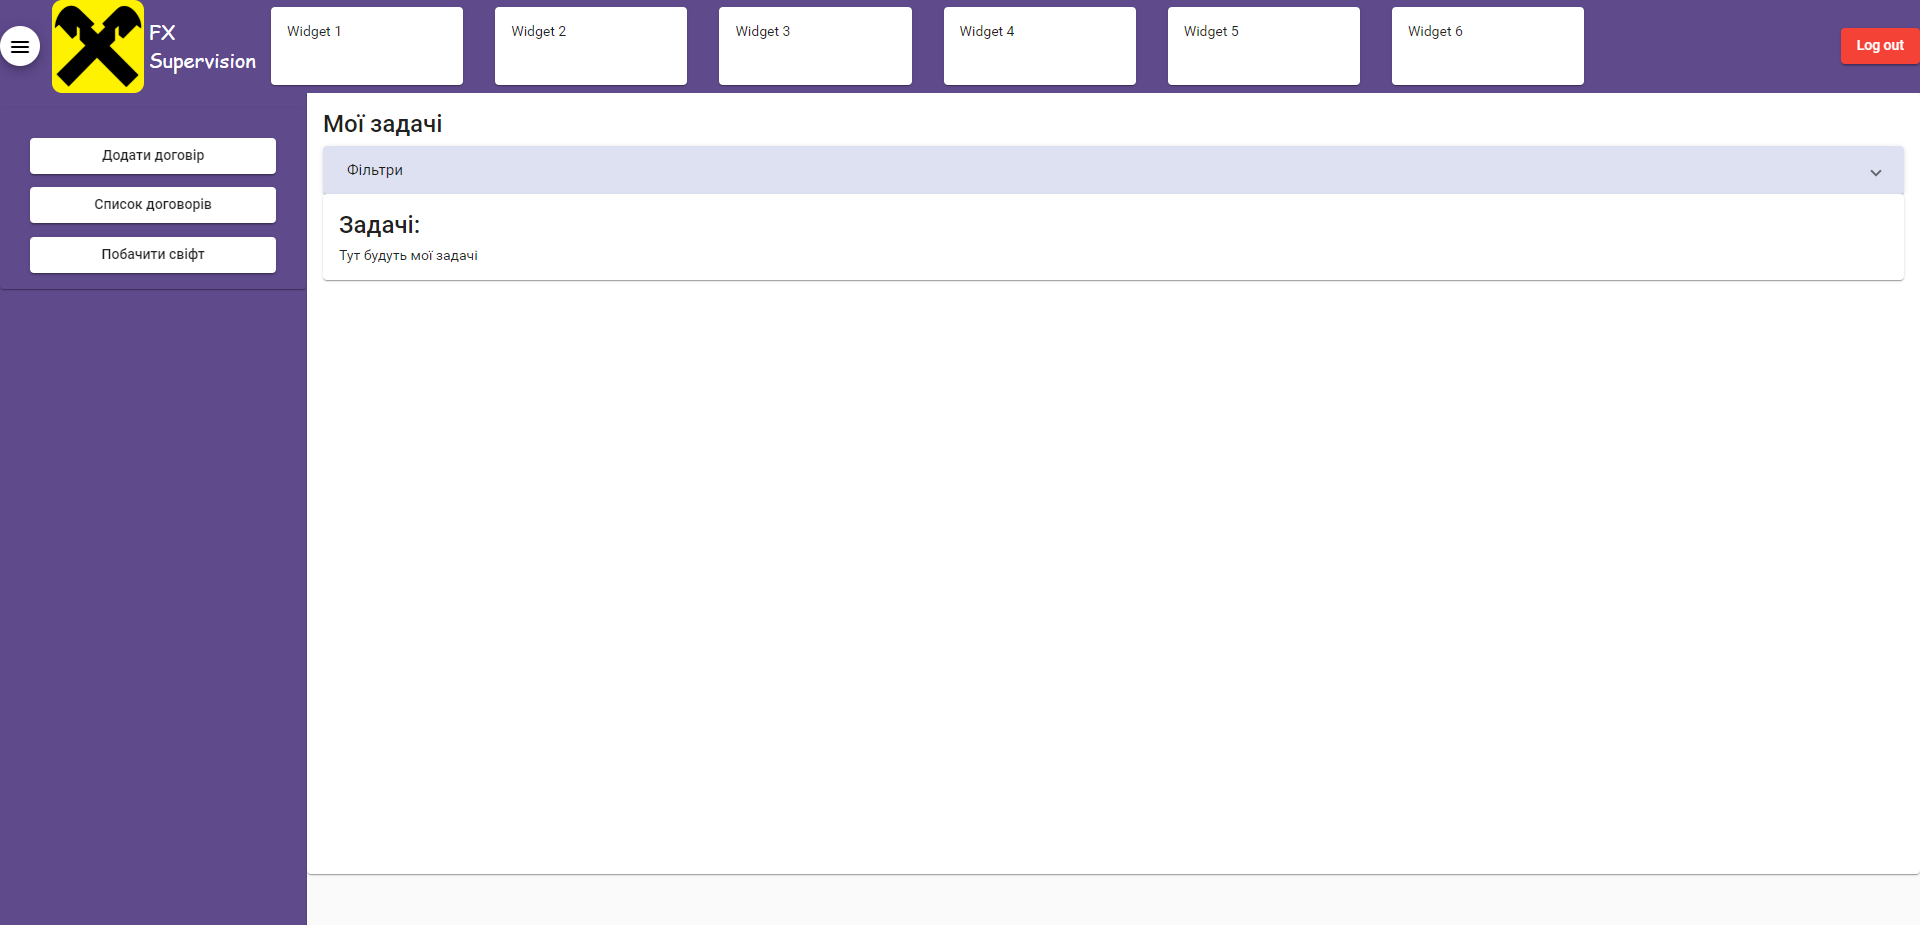 FX
Supervision
Widget 1
Widget 2
Widget 3
Widget 4
Widget 5
Widget 6
Log out
Додати договір
Список договорів
Побачити свіфт
Мої задачі
Фільтри
Задачі:
Тут будуть мої задачі